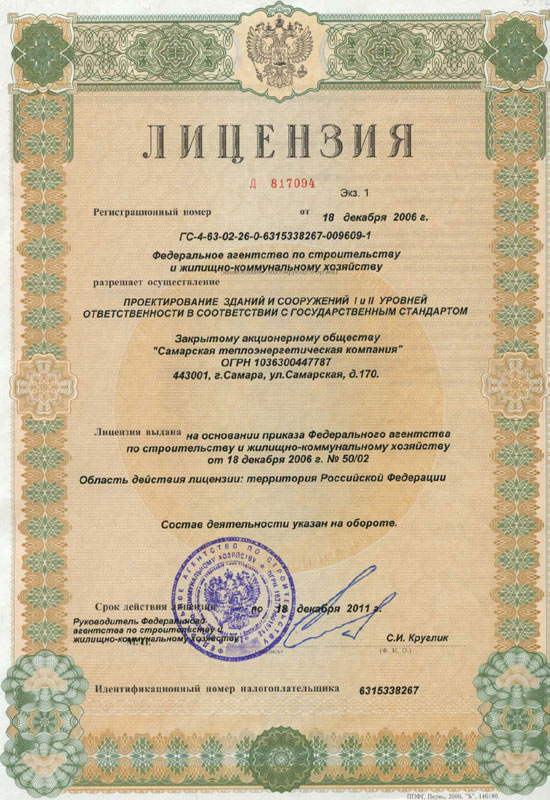 ЛИЦЕНЗИЯ
Д 817094
Экз. 1
Регистрационный номер от 18 декабря 2006 г.
ГС-4-63-02-26-0-6315338267-009609-1
Федеральное агентство по строительству
и жилищно-коммунальному хозяйству
разрешает осуществление
ПРОЕКТИРОВАНИЕ ЗДАНИЙ И СООРУЖЕНИЙ I и II УРОВНЕЙ
ОТВЕТСТВЕННОСТИ В СООТВЕТСТВИИ С ГОСУДАРСТВЕННЫМ СТАНДАРТОМ
Закрытому акционерному обществу
"Самарская теплоэнергетическая компания"
ОГРН 1036300447787
443001, г.Самара, ул.Самарская, д.170.
Лицензия выдана на основании приказа Федерального агентства
по строительству и жилищно-коммунальному хозяйству
от 18 декабря 2006 г. № 50/02
Область действия лицензии: территория Российской Федерации
Состав деятельности указан на обороте.
Срок действия лицензии по 18 декабря 2011 г.
Руководитель Федерального
агентства по строительству и
жилищно-коммунальному хозяйству
М.П.
С.И. Круглик
(Ф. И. О.)
Идентификационный номер налогоплательщика 6315338267
ППФГ, Пермь, 2006, "Б", 146180.